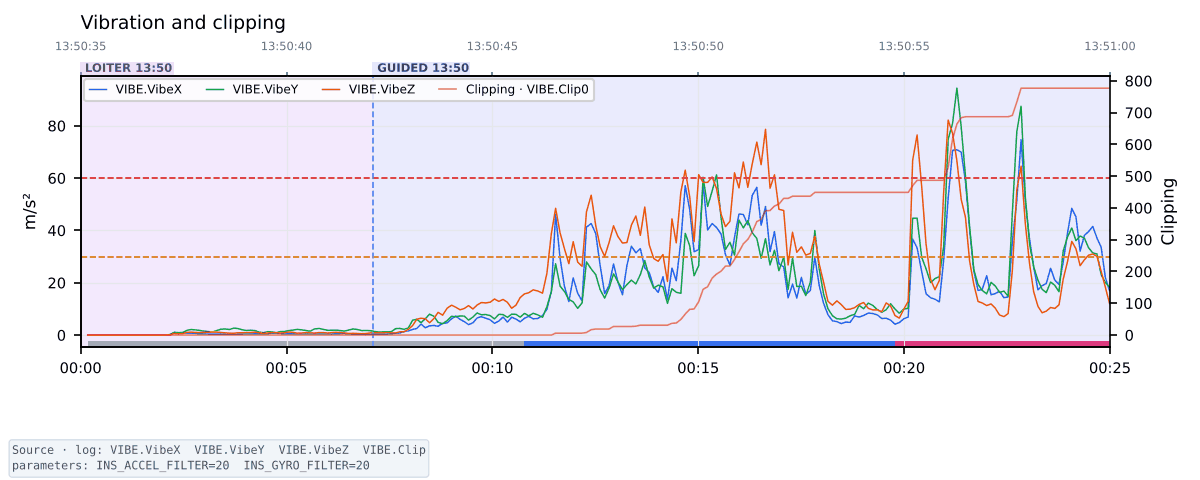 Vibration and clipping
13:50:35 13:50:40 13:50:45 13:50:50 13:50:55 13:51:00
LOITER 13:50 GUIDED 13:50
VIBE.VibeX VIBE.VibeY VIBE.VibeZ Clipping · VIBE.Clip0
m/s²
80
60
40
20
0
800
700
600
500
400
300
200
100
0
Clipping
00:00 00:05 00:10 00:15 00:20 00:25
Source · log: VIBE.VibeX VIBE.VibeY VIBE.VibeZ VIBE.Clip
parameters: INS_ACCEL_FILTER=20 INS_GYRO_FILTER=20